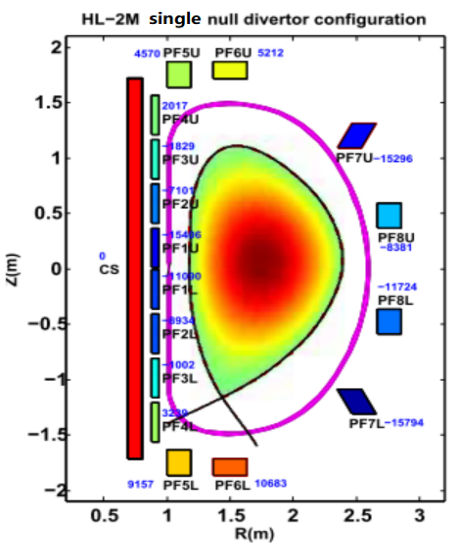 HL-2M single null divertor configuration
4570 PF5U PF6U 5212
2017
PF4U
-1829
PF3U
-7101
PF2U
PF1U
PF7U -15296
PF8U
-8381
0
CS
-11090
PF1L
-11724
PF8L
-8934
PF2L
-1002
PF3L
PF4L
PF7L -15794
9157 PF5L PF6L 10683
2
1.5
1
0.5
0
-0.5
-1
-1.5
-2
Z(m)
0.5 1 1.5 2 2.5 3
R(m)